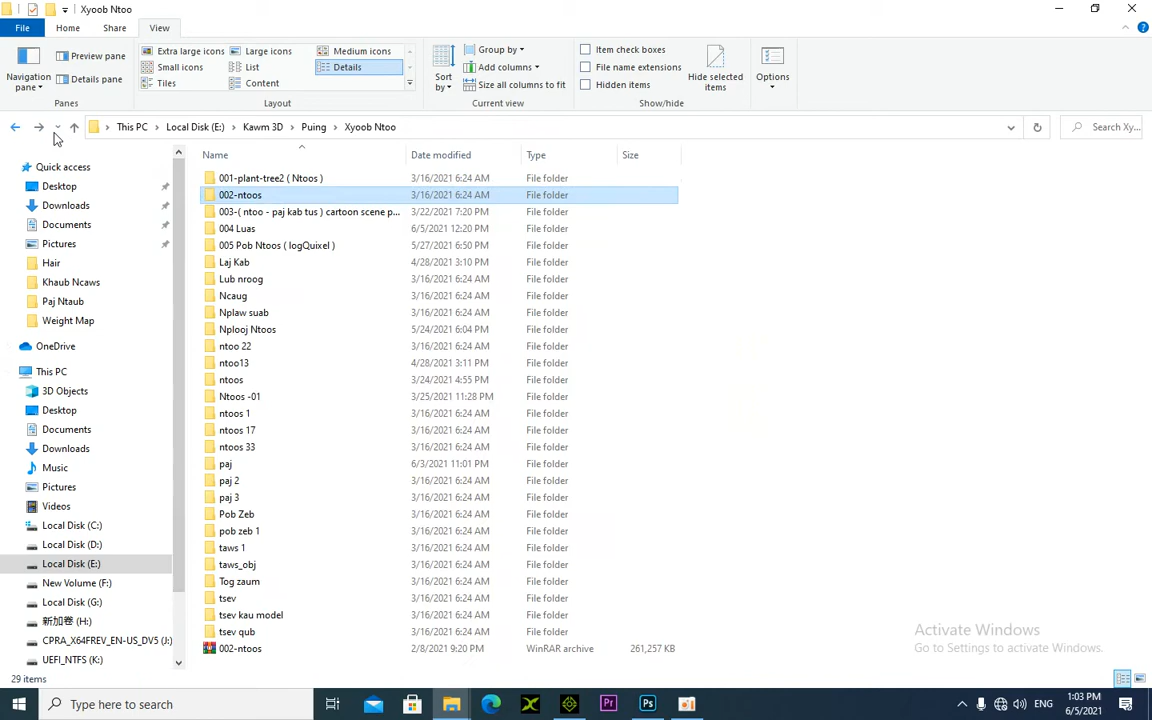 Xyoob Ntoo
File Home Share View
Navigation pane
Preview pane
Details pane
Panes
Extra large icons Large icons Medium icons
Small icons List Details
Tiles Content
Layout
Sort by
Group by
Add columns
Size all columns to fit
Current view
Item check boxes
File name extensions
Hidden items
Hide selected items
Show/hide
Options
This PC › Local Disk (E:) › Kawm 3D › Puing › Xyoob Ntoo
Search Xy...
Quick access
Desktop
Downloads
Documents
Pictures
Hair
Khaub Ncaws
Paj Ntaub
Weight Map
OneDrive
This PC
3D Objects
Desktop
Documents
Downloads
Music
Pictures
Videos
Local Disk (C:)
Local Disk (D:)
Local Disk (E:)
New Volume (F:)
Local Disk (G:)
新加卷 (H:)
CPRA_X64FREV_EN-US_DV5 (J:)
UEFI_NTFS (K:)
Name Date modified Type Size
001-plant-tree2 ( Ntoos ) 3/16/2021 6:24 AM File folder
002-ntoos 3/16/2021 6:24 AM File folder
003-( ntoo - paj kab tus ) cartoon scene p... 3/22/2021 7:20 PM File folder
004 Luas 6/5/2021 12:20 PM File folder
005 Pob Ntoos ( logQuixel ) 5/27/2021 6:50 PM File folder
Laj Kab 4/28/2021 3:10 PM File folder
Lub nroog 3/16/2021 6:24 AM File folder
Ncaug 3/16/2021 6:24 AM File folder
Nplaw suab 3/16/2021 6:24 AM File folder
Nplooj Ntoos 5/24/2021 6:04 PM File folder
ntoo 22 3/16/2021 6:24 AM File folder
ntoo13 4/28/2021 3:11 PM File folder
ntoos 3/24/2021 4:55 PM File folder
Ntoos -01 3/25/2021 11:28 PM File folder
ntoos 1 3/16/2021 6:24 AM File folder
ntoos 17 3/16/2021 6:24 AM File folder
ntoos 33 3/16/2021 6:24 AM File folder
paj 6/3/2021 11:01 PM File folder
paj 2 3/16/2021 6:24 AM File folder
paj 3 3/16/2021 6:24 AM File folder
Pob Zeb 3/16/2021 6:24 AM File folder
pob zeb 1 3/16/2021 6:24 AM File folder
taws 1 3/16/2021 6:24 AM File folder
taws_obj 3/16/2021 6:24 AM File folder
Tog zaum 3/16/2021 6:24 AM File folder
tsev 3/16/2021 6:24 AM File folder
tsev kau model 3/16/2021 6:24 AM File folder
tsev qub 3/16/2021 6:24 AM File folder
002-ntoos 2/8/2021 9:20 PM WinRAR archive 261,257 KB
Activate Windows
Go to Settings to activate Windows.
29 items
Type here to search
Pr
Ps
ENG
1:03 PM
6/5/2021